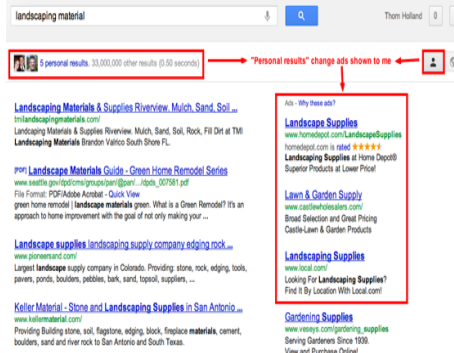 landscaping material
Thom Holland 0
5 personal results. 33,000,000 other results (0.50 seconds)
"Personal results" change ads shown to me
Landscaping Materials & Supplies Riverview. Mulch, Sand, Soil ...
tmilandscapingmaterials.com/
Landscaping Materials & Supplies Riverview. Mulch, Sand, Soil, Rock, Fill Dirt at TMI
Landscaping Materials Brandon Valrico South Shore FL.
[PDF] Landscape Materials Guide - Green Home Remodel Series
www.seattle.gov/dpd/cms/groups/pan/@pan/.../dpds_007581.pdf
File Format: PDF/Adobe Acrobat - Quick View
green home remodel | landscape materials green. What is a Green Remodel? It's an
approach to home improvement with the goal of not only making your ...
Landscape supplies landscaping supply company edging rock ...
www.pioneersand.com/
Largest landscape supply company in Colorado. Providing: stone, rock, edging, tools,
pavers, ponds, boulders, pebbles, bark, sand, topsoil, suppliers, ...
Keller Material - Stone and Landscaping Supplies in San Antonio ...
www.kellermaterial.com/
Providing Building stone, soil, flagstone, edging, block, fireplace materials, cement,
boulders, sand and river rock to San Antonio and South Texas.
Ads - Why these ads?
Landscape Supplies
www.homedepot.com/LandscapeSupplies
homedepot.com is rated
Landscaping Supplies at Home Depot®
Superior Products at Lower Price!
Lawn & Garden Supply
www.castlewholesalers.com/
Broad Selection and Great Pricing
Castle-Lawn & Garden Products
Landscaping Supplies
www.local.com/
Looking For Landscaping Supplies?
Find It By Location With Local.com!
Gardening Supplies
www.veseys.com/gardening_supplies
Serving Gardeners Since 1939.
View and Purchase Online!